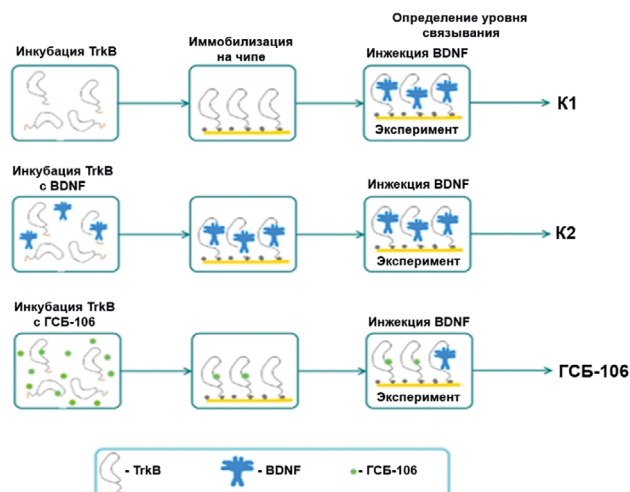 Определение уровня
связывания
Инкубация TrkB
Иммобилизация
на чипе
Инжекция BDNF
Эксперимент
К1
Инкубация TrkB
с BDNF
Инжекция BDNF
Эксперимент
К2
Инкубация TrkB
с ГСБ-106
Инжекция BDNF
Эксперимент
ГСБ-106
- TrkB
- BDNF
- ГСБ-106